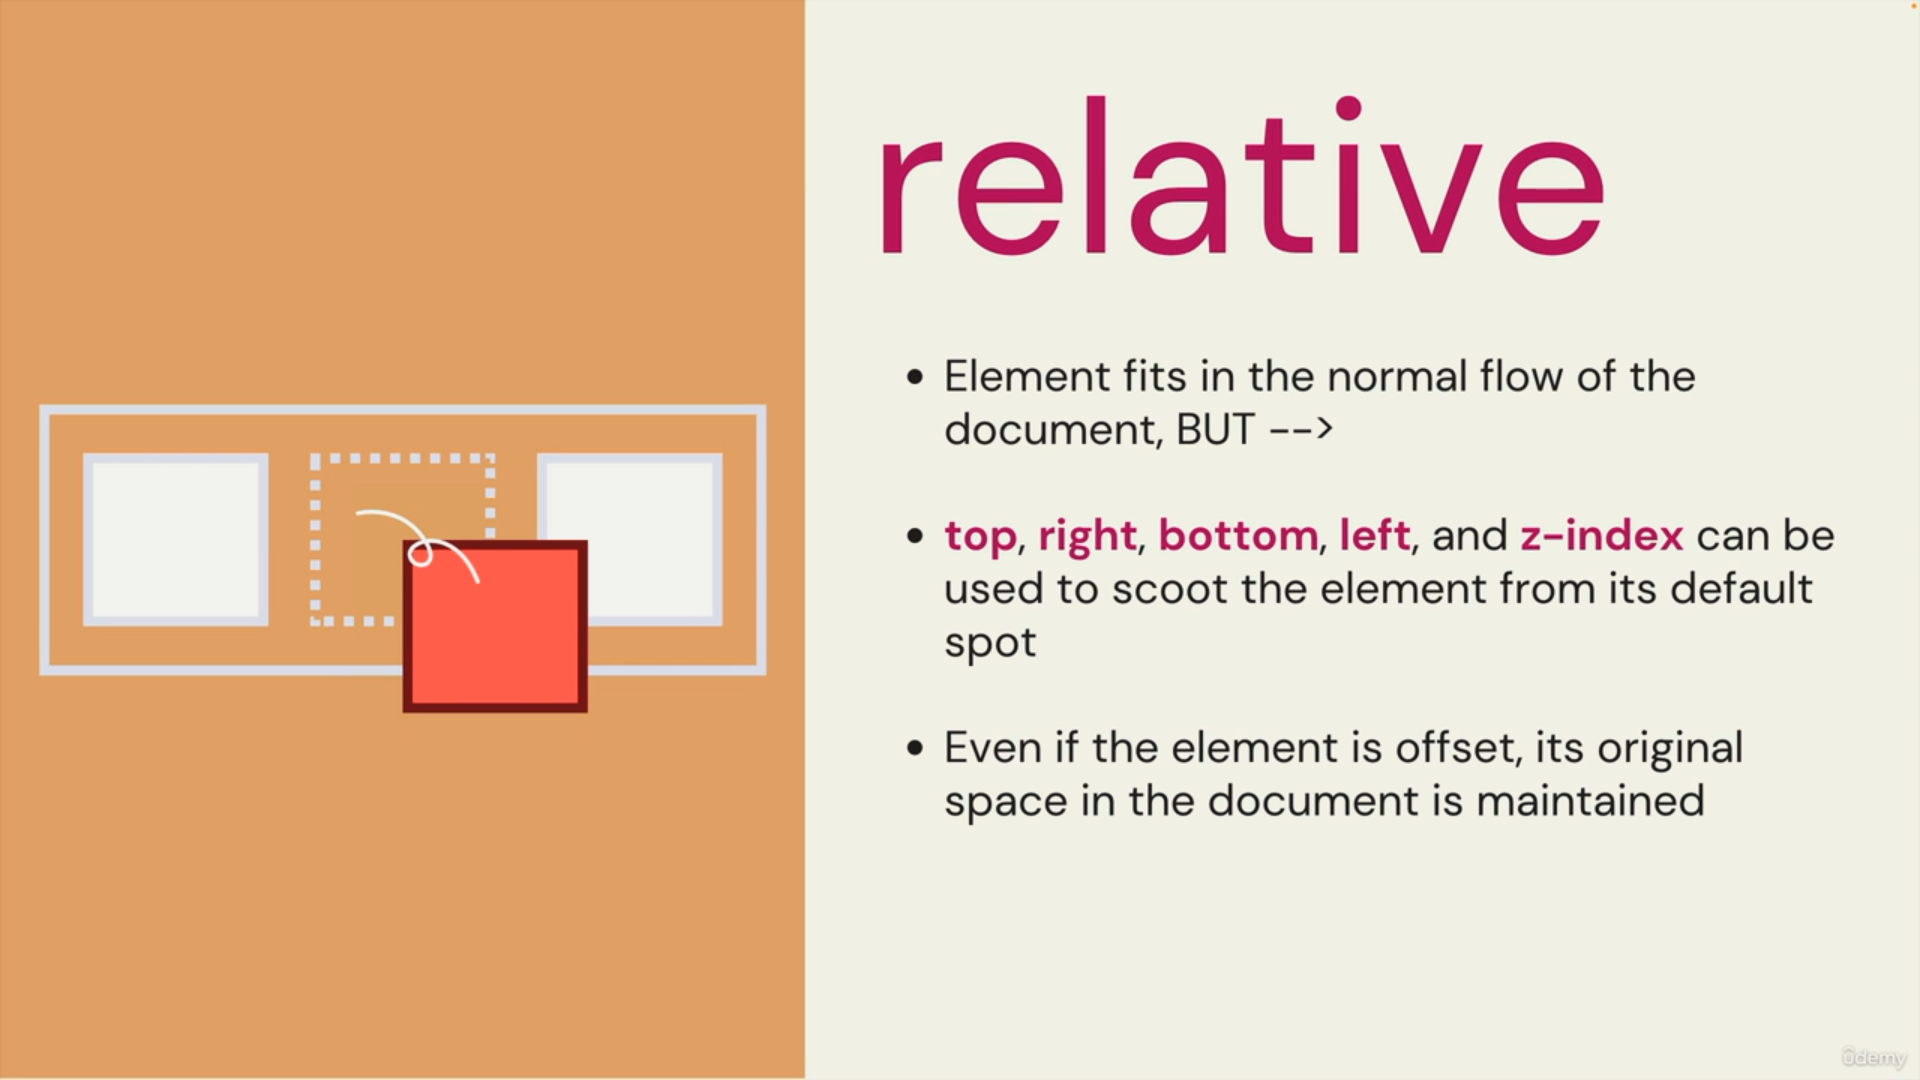 relative
• Element fits in the normal flow of the
document, BUT -->
• top, right, bottom, left, and z-index can be
used to scoot the element from its default
spot
• Even if the element is offset, its original
space in the document is maintained
ûdemy